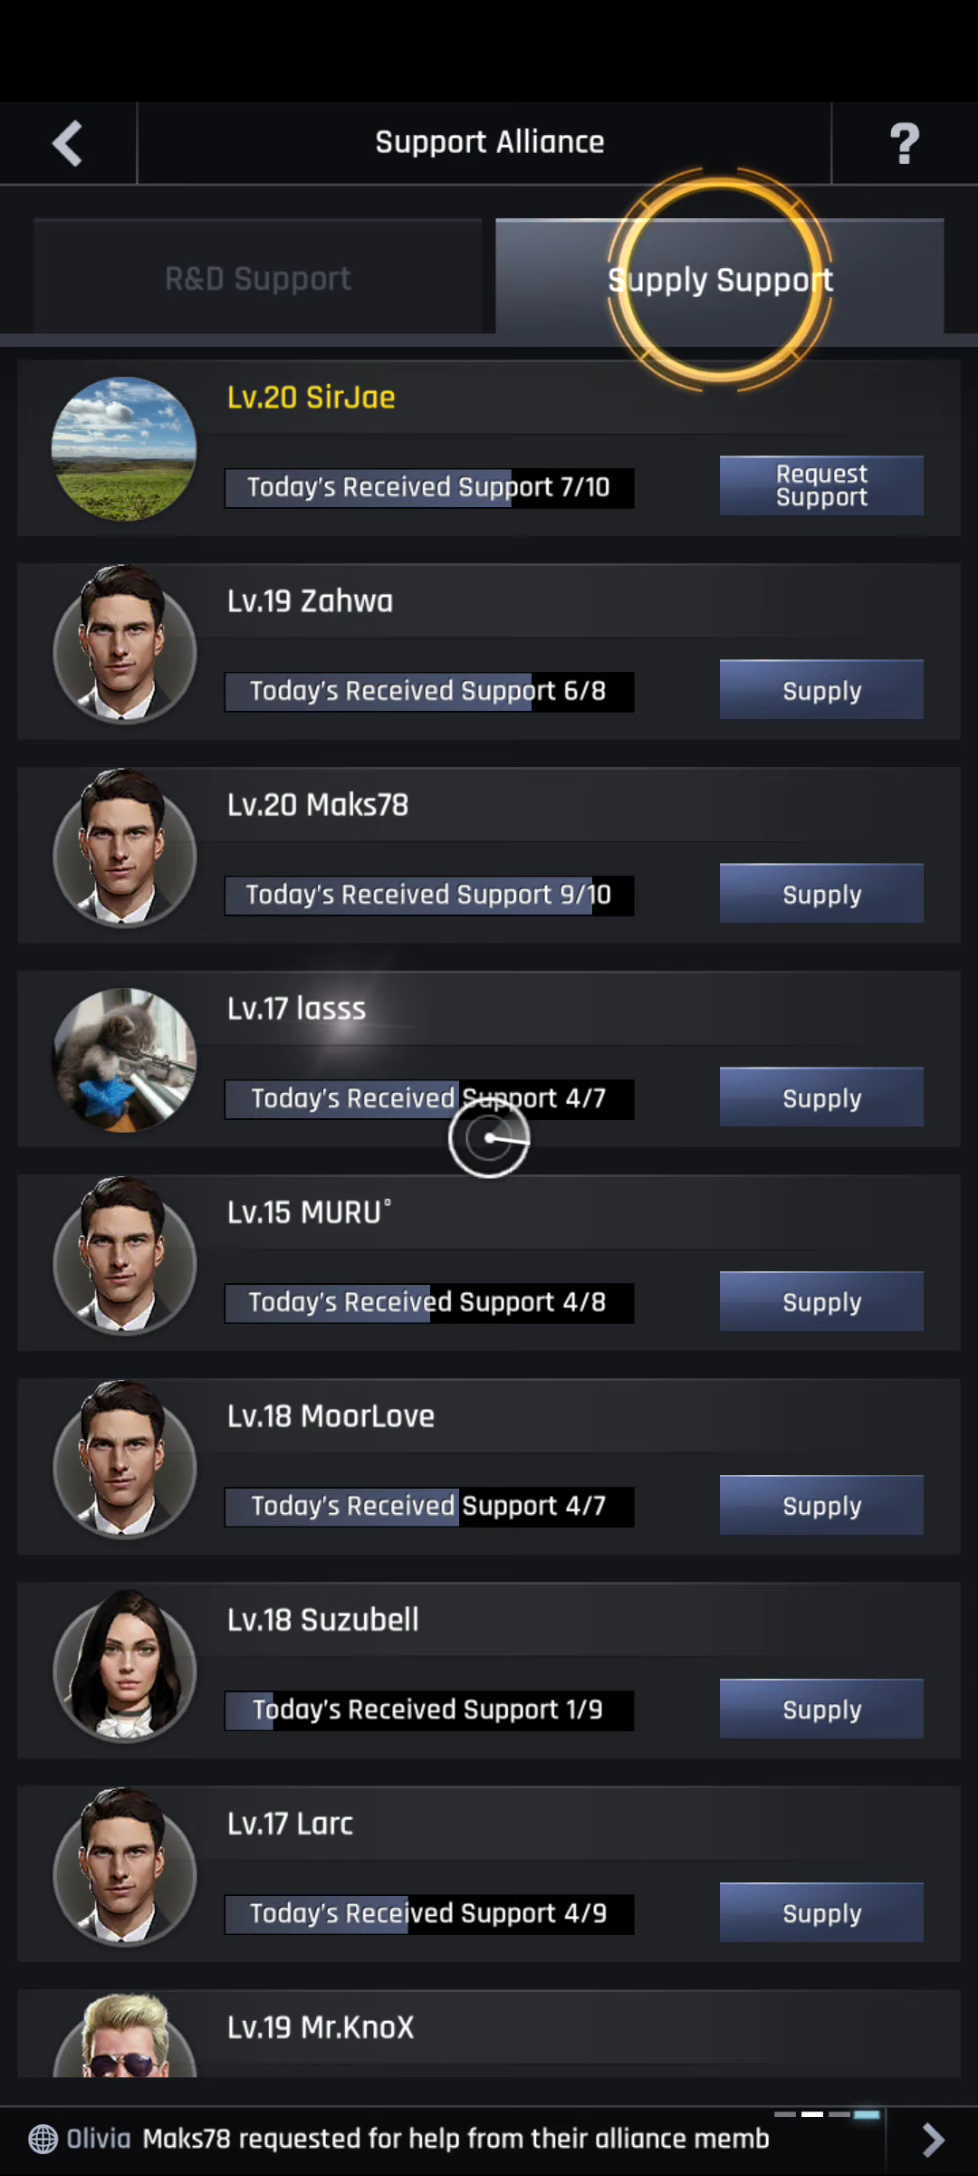 Support Alliance
?
R&D Support
Supply Support
Lv.20 SirJae
Today's Received Support 7/10
Request
Support
Lv.19 Zahwa
Today's Received Support 6/8
Supply
Lv.20 Maks78
Today's Received Support 9/10
Supply
Lv.17 lasss
Today's Received Support 4/7
Supply
Lv.15 MURU°
Today's Received Support 4/8
Supply
Lv.18 MoorLove
Today's Received Support 4/7
Supply
Lv.18 Suzubell
Today's Received Support 1/9
Supply
Lv.17 Larc
Today's Received Support 4/9
Supply
Lv.19 Mr.KnoX
Olivia Maks78 requested for help from their alliance memb